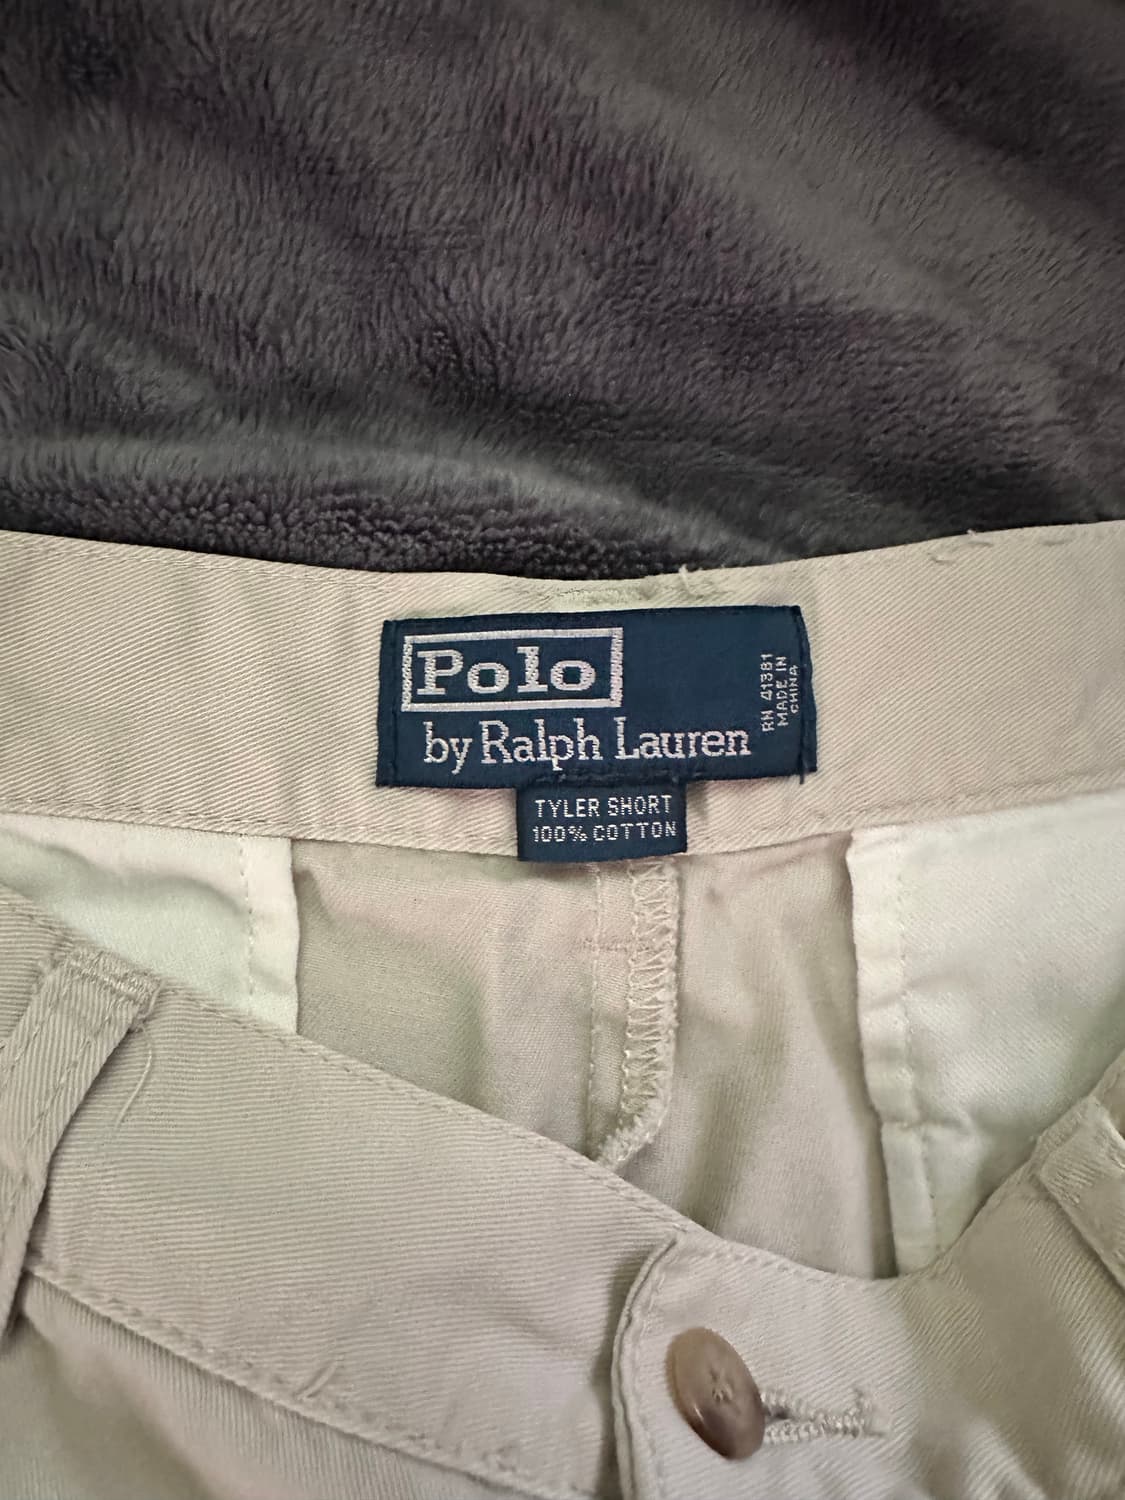 Polo
by Ralph Lauren
RN 41381
MADE IN
CHINA
TYLER SHORT
100% COTTON